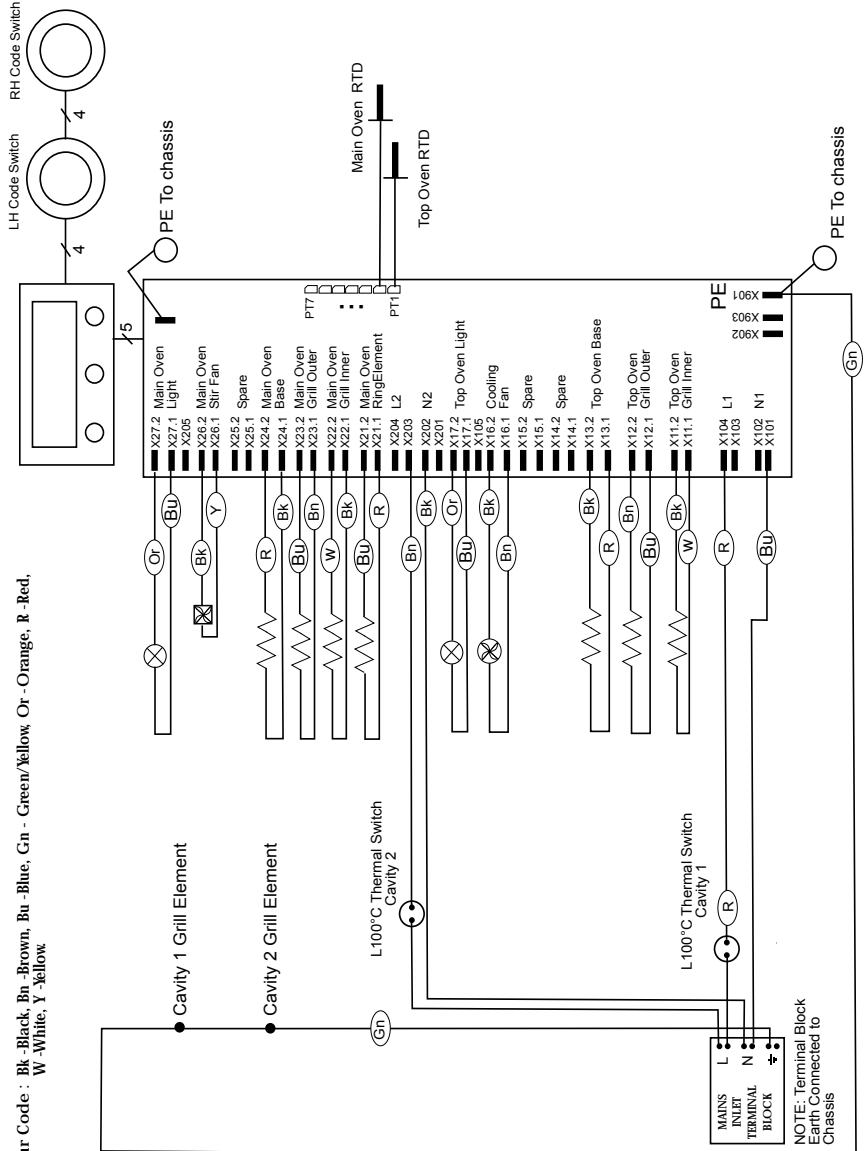 ur Code : Bk -Black, Bn -Brown, Bu -Blue, Gn - Green/Yellow, Or -Orange, R -Red,
W -White, Y -Yellow.
LH Code Switch
RH Code Switch
4
4
5
PE To chassis
Main Oven RTD
Top Oven RTD
PT7
PT1
X27.2 Main Oven
X27.1 Light
X205
X26.2 Main Oven
X26.1 Stir Fan
X25.2 Spare
X25.1
X24.2 Main Oven
X24.1 Base
X23.2 Main Oven
X23.1 Grill Outer
X22.2 Main Oven
X22.1 Grill Inner
X21.2 Main Oven
X21.1 RingElement
X204 L2
X203
X202 N2
X201
X17.2 Top Oven Light
X17.1
X105
X16.2 Cooling
X16.1 Fan
X15.2 Spare
X15.1
X14.2 Spare
X14.1
X13.2 Top Oven Base
X13.1
X12.2 Top Oven
X12.1 Grill Outer
X11.2 Top Oven
X11.1 Grill Inner
X104 L1
X103
X102 N1
X101
PE
X901
X903
X902
PE To chassis
Or
Bu
Bk
Y
R
Bk
Bu
Bn
W
Bk
Bu
R
Bn
Bk
Or
Bu
Bk
Bn
Bk
R
Bn
Bu
Bk
W
R
Bu
Gn
Cavity 1 Grill Element
Cavity 2 Grill Element
Gn
L100°C Thermal Switch
Cavity 2
L100°C Thermal Switch
Cavity 1
R
MAINS
INLET
TERMINAL
BLOCK
L
N
NOTE: Terminal Block
Earth Connected to
Chassis